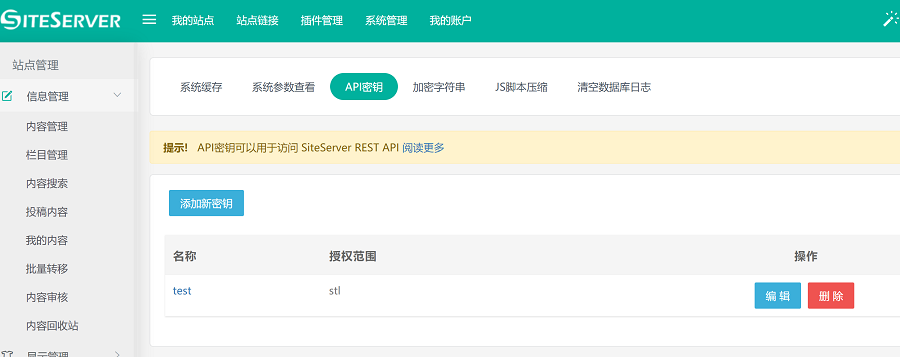 SITESERVER 我的站点 站点链接 插件管理 系统管理 我的账户
站点管理
信息管理
内容管理
栏目管理
内容搜索
投稿内容
我的内容
批量转移
内容审核
内容回收站
显示管理
系统缓存 系统参数查看 API密钥 加密字符串 JS脚本压缩 清空数据库日志
提示! API密钥可以用于访问 SiteServer REST API 阅读更多
添加新密钥
名称 授权范围 操作
test stl 编 辑 删 除